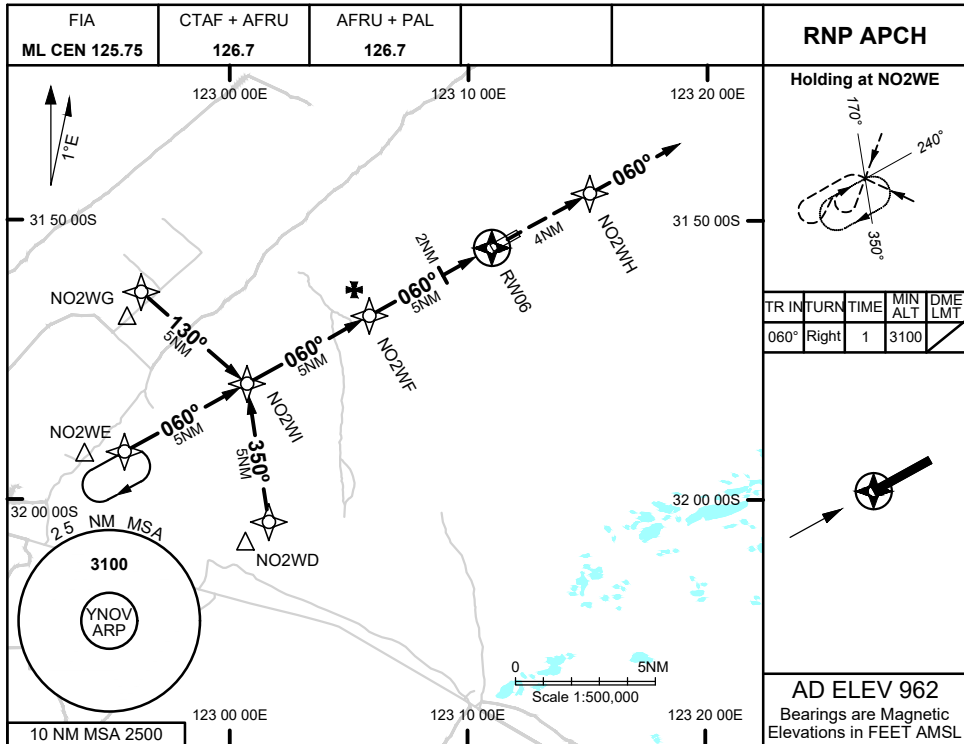 FIA
ML CEN 125.75
CTAF + AFRU
126.7
AFRU + PAL
126.7
RNP APCH
123 00 00E
123 10 00E
123 20 00E
1°E
31 50 00S
31 50 00S
060°
NO2WH
4NM
2NM
RW06
060°
5NM
NO2WF
NO2WG
130°
5NM
060°
5NM
NO2WI
NO2WE
060°
5NM
350°
5NM
NO2WD
32 00 00S
32 00 00S
25 NM MSA
3100
YNOV
ARP
0
5NM
Scale 1:500,000
123 00 00E
123 10 00E
123 20 00E
10 NM MSA 2500
Holding at NO2WE
170°
240°
350°
TR IN TURN TIME MIN ALT DME LMT
060° Right 1 3100
AD ELEV 962
Bearings are Magnetic
Elevations in FEET AMSL